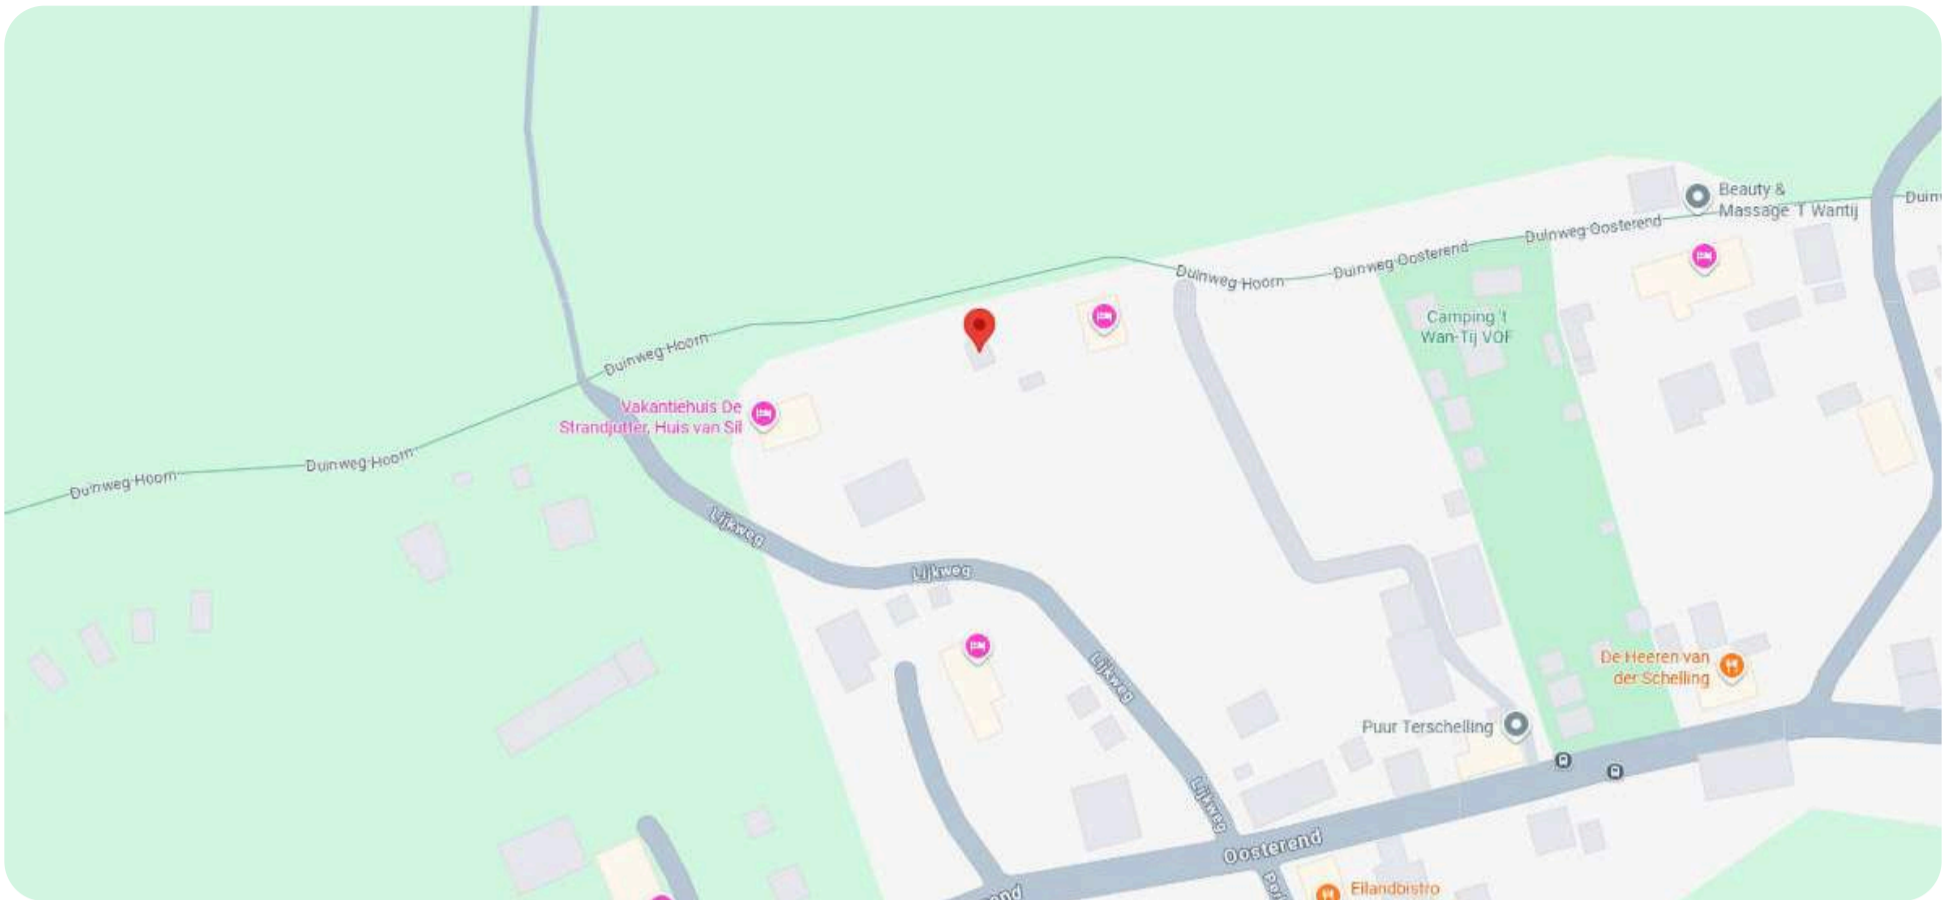 Beauty &
Massage 'T Wantij
Duinweg Oosterend
Duinweg Oosterend
Duinweg Hoorn
Camping 't
Wan-Tij VOF
Duinweg Hoorn
Vakantiehuis De
Strandjutter, Huis van Sil
Duinweg Hoorn
Duinweg Hoorn
Lijkweg
Lijkweg
Lijkweg
De Heeren van
der Schelling
Puur Terschelling
Lijkweg
Oosterend
Eilandbistro